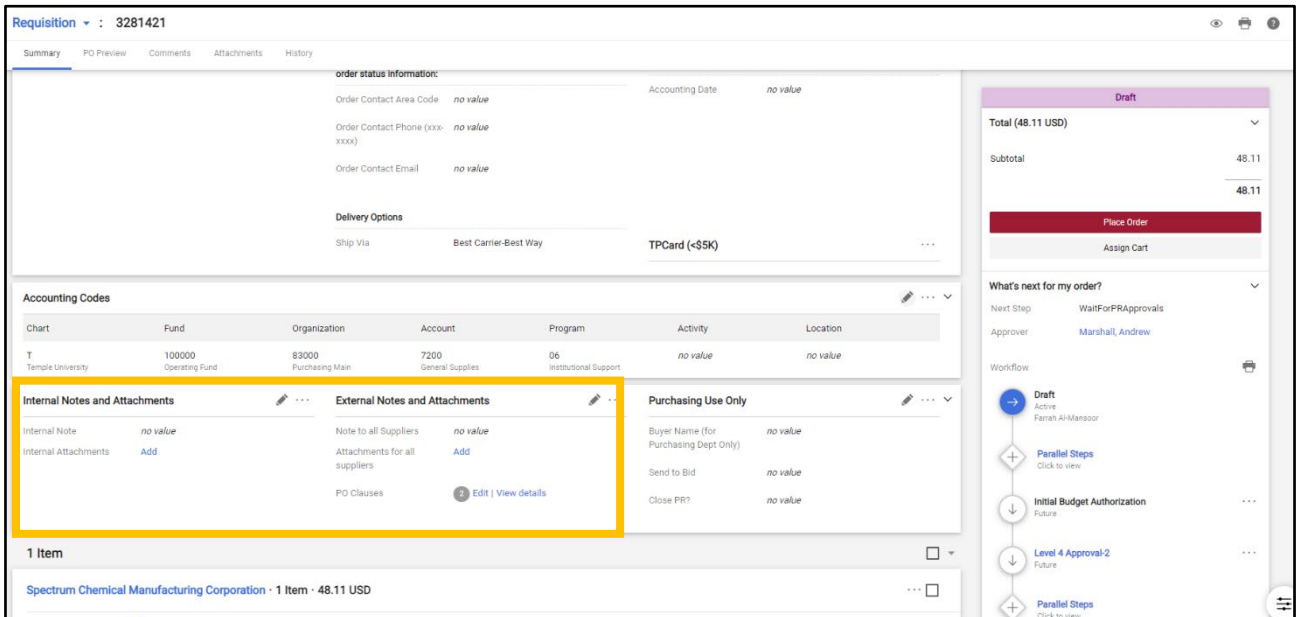 Requisition : 3281421
Summary PO Preview Comments Attachments History
order status information:
Order Contact Area Code no value
Order Contact Phone (xxx-xxxx) no value
Order Contact Email no value
Delivery Options
Ship Via Best Carrier-Best Way
Accounting Date no value
TPCard (<$5K)
Accounting Codes
Chart Fund Organization Account Program Activity Location
T 100000 83000 7200 06 no value no value
Temple University Operating Fund Purchasing Main General Supplies Institutional Support
Internal Notes and Attachments
Internal Note no value
Internal Attachments Add
External Notes and Attachments
Note to all Suppliers no value
Attachments for all suppliers Add
PO Clauses 2 Edit | View details
Purchasing Use Only
Buyer Name (for Purchasing Dept Only) no value
Send to Bid no value
Close PR? no value
1 Item
Spectrum Chemical Manufacturing Corporation · 1 Item · 48.11 USD
Draft
Total (48.11 USD)
Subtotal 48.11
48.11
Place Order
Assign Cart
What's next for my order?
Next Step WaitForPRApprovals
Approver Marshall, Andrew
Workflow
Draft
Active
Farrah Al-Mansoor
Parallel Steps
Click to view
Initial Budget Authorization
Future
Level 4 Approval-2
Future
Parallel Steps
Click to view